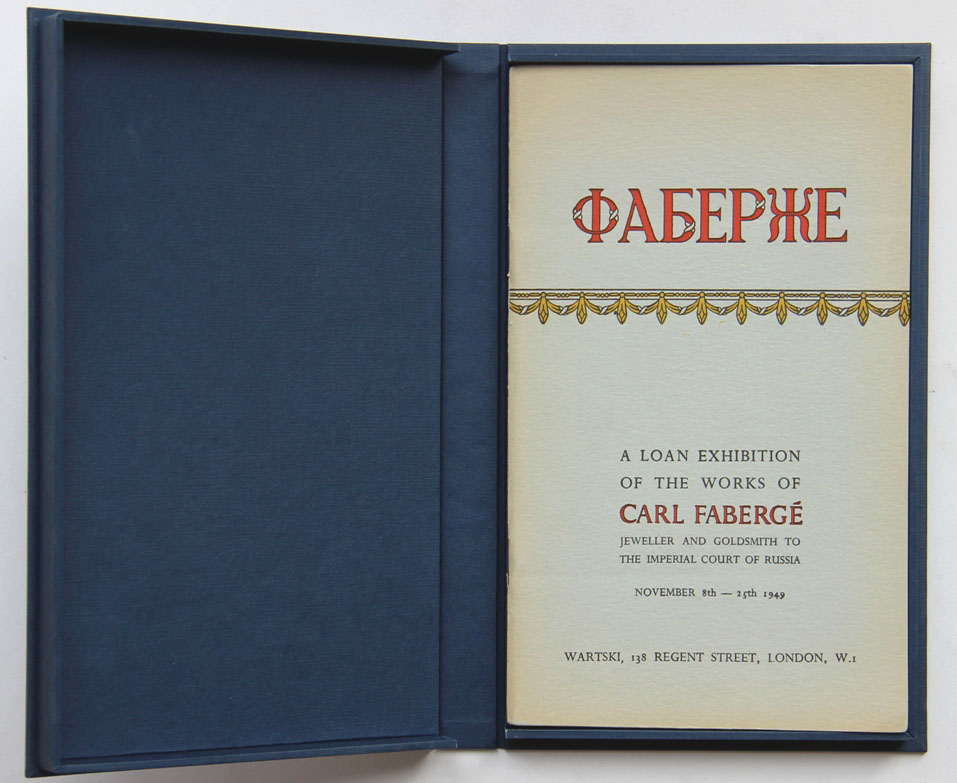 ФАБЕРЖЕ
A LOAN EXHIBITION
OF THE WORKS OF
CARL FABERGÉ
JEWELLER AND GOLDSMITH TO
THE IMPERIAL COURT OF RUSSIA
NOVEMBER 8th — 25th 1949
WARTSKI, 138 REGENT STREET, LONDON, W.1